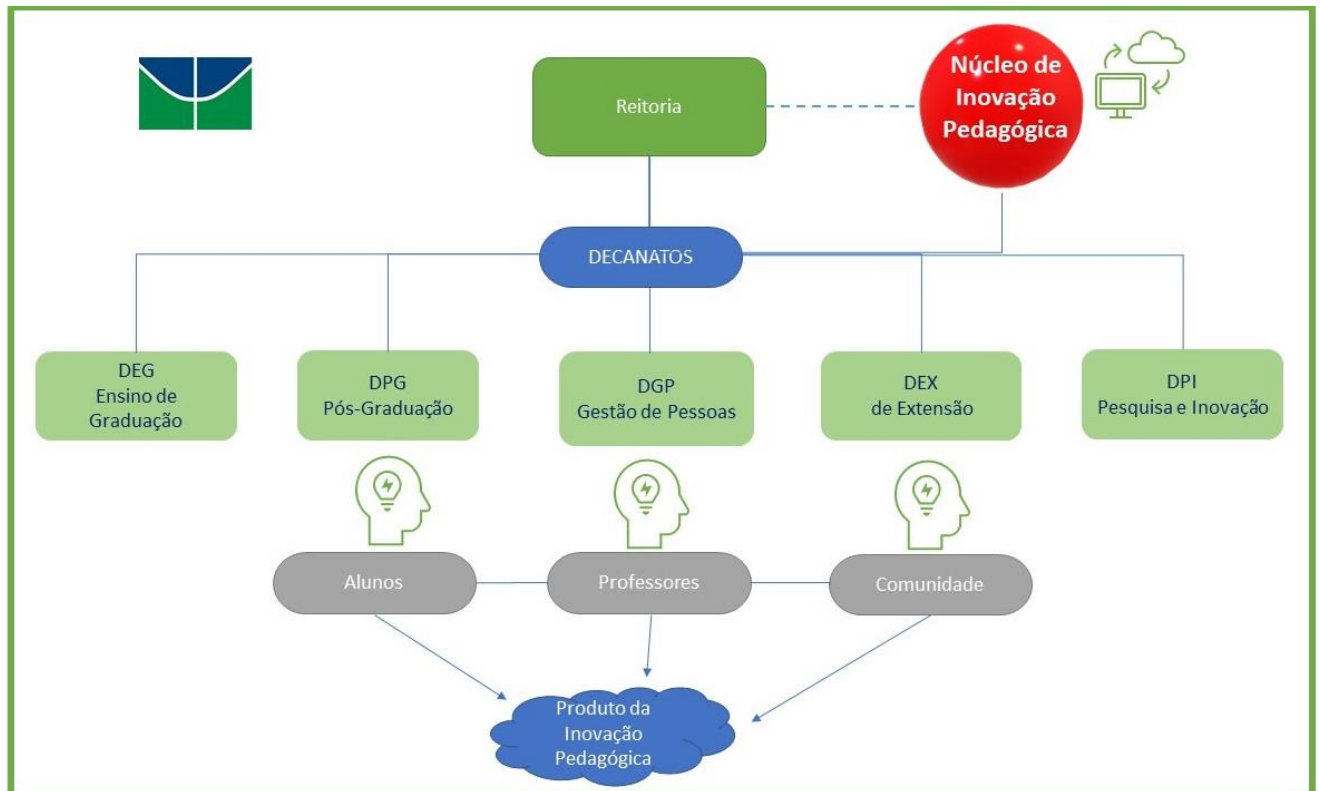 Reitoria
Núcleo de
Inovação
Pedagógica
DECANATOS
DEG
Ensino de
Graduação
DPG
Pós-Graduação
DGP
Gestão de Pessoas
DEX
de Extensão
DPI
Pesquisa e Inovação
Alunos
Professores
Comunidade
Produto da
Inovação
Pedagógica